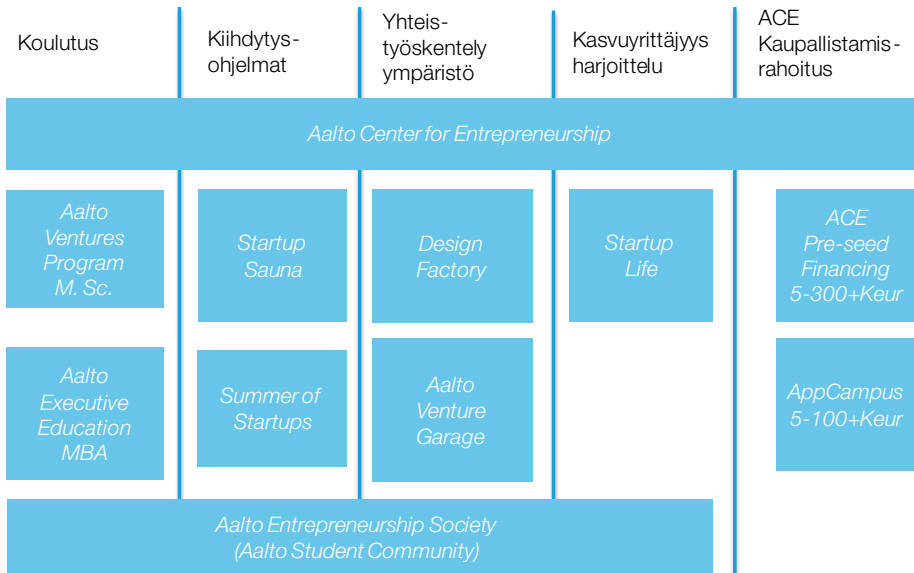 Koulutus
Kiihdytys-
ohjelmat
Yhteis-
työskentely
ympäristö
Kasvuyrittäjyys
harjoittelu
ACE
Kaupallistamis-
rahoitus
Aalto Center for Entrepreneurship
Aalto
Ventures
Program
M. Sc.
Startup
Sauna
Design
Factory
Startup
Life
ACE
Pre-seed
Financing
5-300+Keur
Aalto
Executive
Education
MBA
Summer of
Startups
Aalto
Venture
Garage
AppCampus
5-100+Keur
Aalto Entrepreneurship Society
(Aalto Student Community)